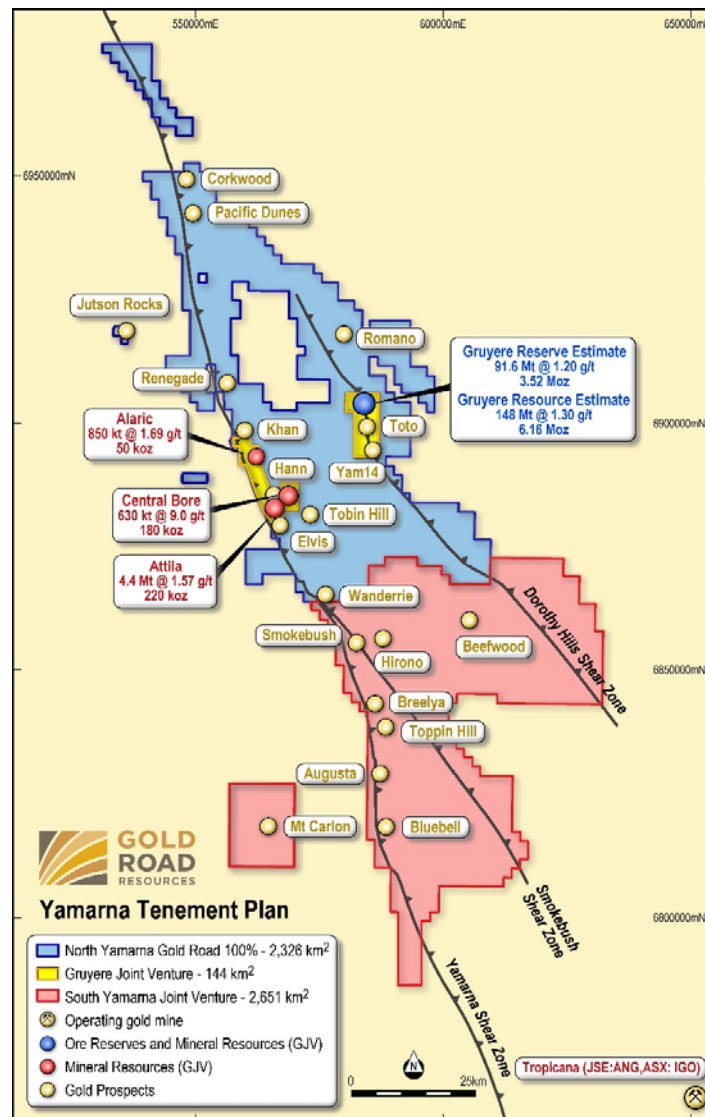 550000mE
600000mE
650000mE
6950000mN
Corkwood
Pacific Dunes
Jutson Rocks
Romano
Renegade
Gruyere Reserve Estimate
91.6 Mt @ 1.20 g/t
3.52 Moz
Gruyere Resource Estimate
148 Mt @ 1.30 g/t
6.16 Moz
6900000mN
Alaric
850 kt @ 1.69 g/t
50 koz
Khan
Toto
Hann
Yam14
Central Bore
630 kt @ 9.0 g/t
180 koz
Tobin Hill
Elvis
Attila
4.4 Mt @ 1.57 g/t
220 koz
Wanderrie
Beefwood
Dorothy Hills Shear Zone
Smokebush
Hirono
6850000mN
Breelya
Toppin Hill
Augusta
Mt Carlon
Bluebell
GOLD
ROAD
RESOURCES
Smokebush
Shear Zone
Yamarna Tenement Plan
6800000mN
North Yamarna Gold Road 100% - 2,326 km²
Gruyere Joint Venture - 144 km²
South Yamarna Joint Venture - 2,651 km²
Operating gold mine
Ore Reserves and Mineral Resources (GJV)
Mineral Resources (GJV)
Gold Prospects
Yamarna Shear Zone
N
0
25km
Tropicana (JSE:ANG,ASX: IGO)